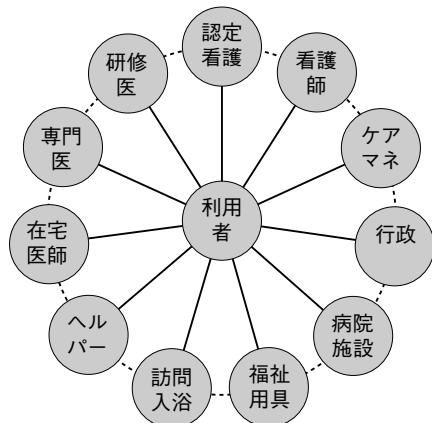 認定
看護
看護
師
ケア
マネ
行政
病院
施設
福祉
用具
訪問
入浴
ヘル
パー
在宅
医師
専門
医
研修
医
利用
者